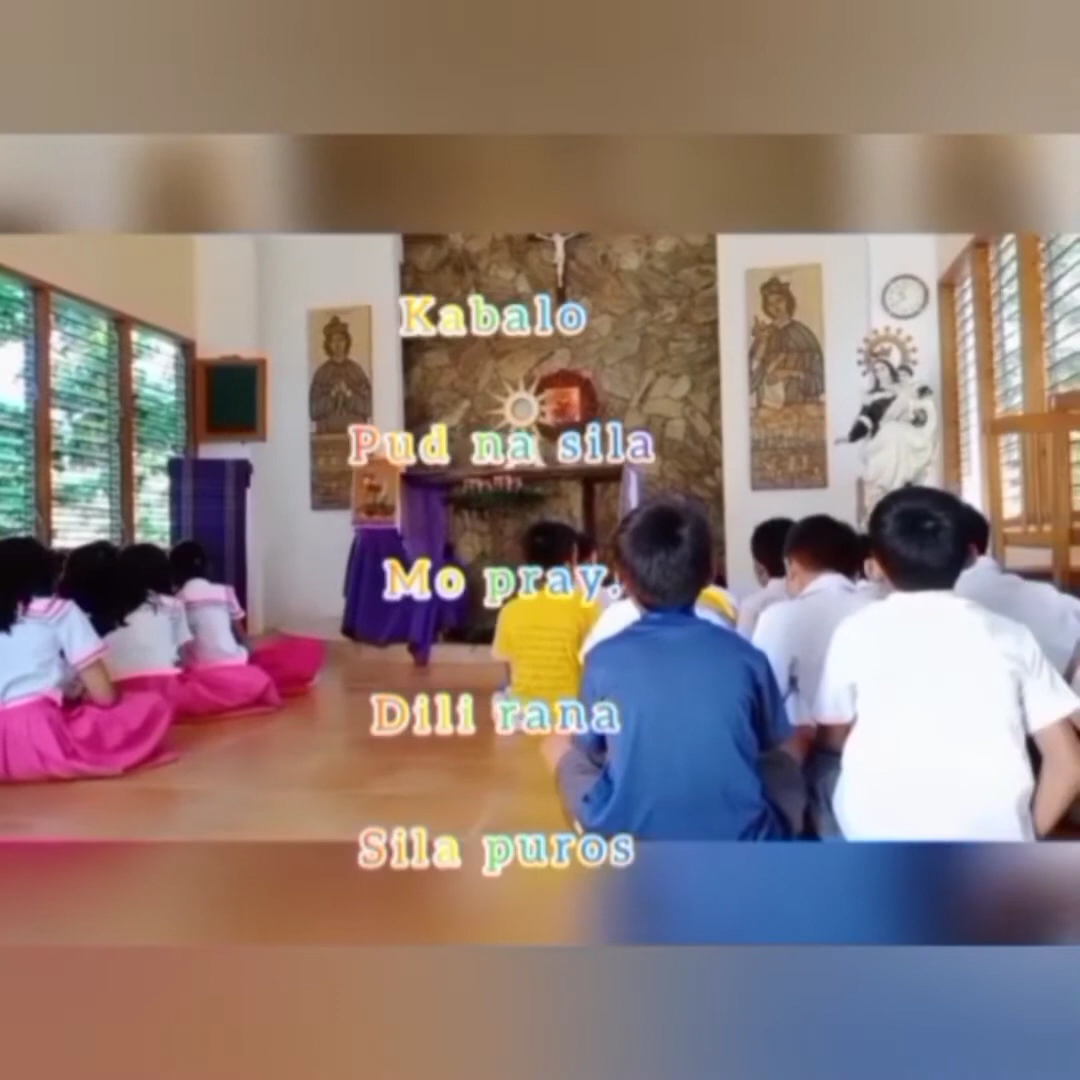 Kabalo
Pud na sila
Mo pray.
Dili rana
Sila puros